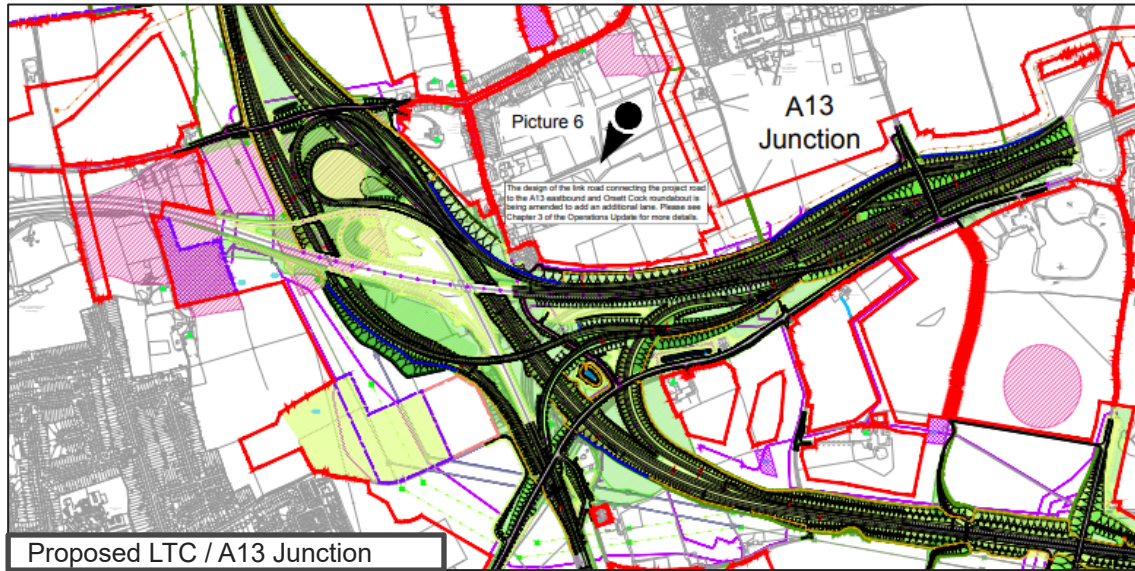 A13
Junction
Picture 6
The design of the link road connecting the project road
to the A13 eastbound and Orsett Cock roundabout is
being amended to add an additional lane. Please see
Chapter 3 of the Operations Update for more details.
Proposed LTC / A13 Junction